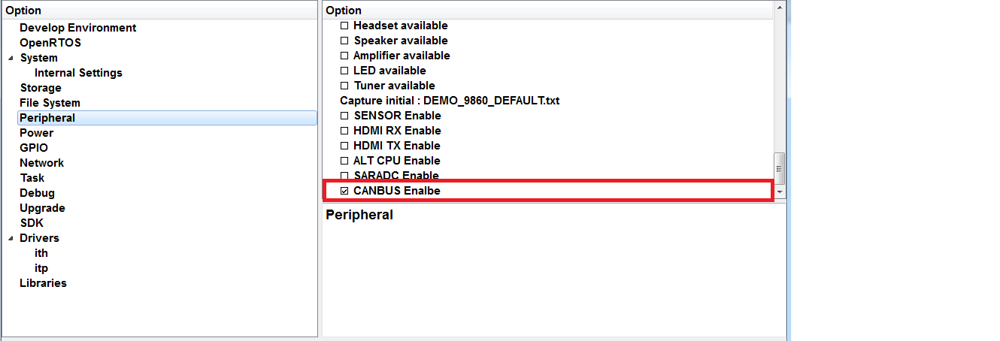 Option
Develop Environment
OpenRTOS
System
Internal Settings
Storage
File System
Peripheral
Power
GPIO
Network
Task
Debug
Upgrade
SDK
Drivers
ith
itp
Libraries
Option
Headset available
Speaker available
Amplifier available
LED available
Tuner available
Capture initial : DEMO_9860_DEFAULT.txt
SENSOR Enable
HDMI RX Enable
HDMI TX Enable
ALT CPU Enable
SARADC Enable
CANBUS Enalbe
Peripheral